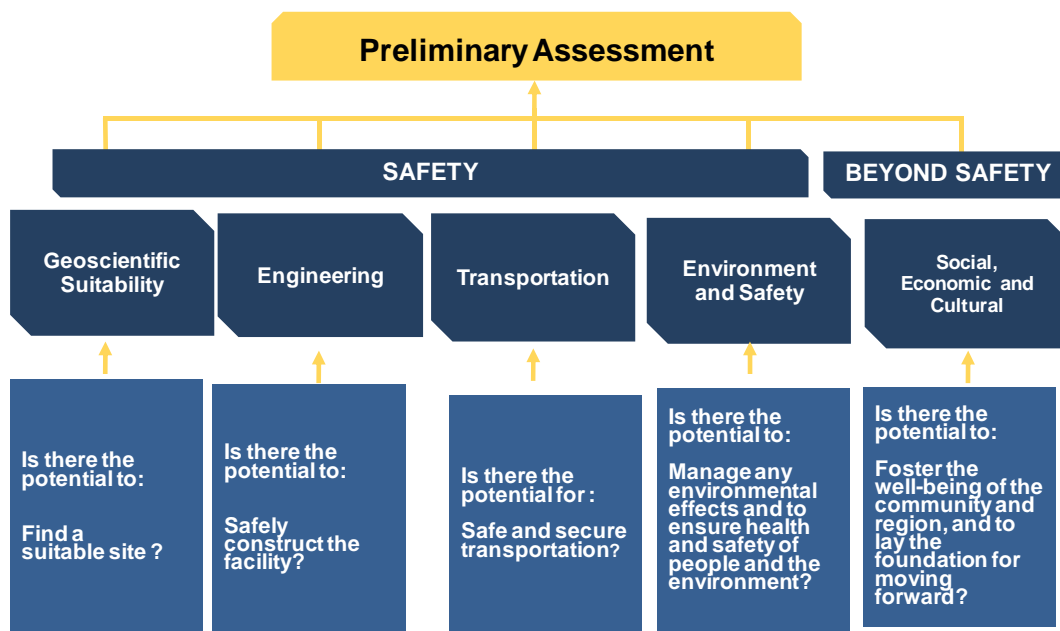 Preliminary Assessment
SAFETY
BEYOND SAFETY
Geoscientific
Suitability
Engineering
Transportation
Environment
and Safety
Social,
Economic and
Cultural
Is there the
potential to:
Find a
suitable site ?
Is there the
potential to:
Safely
construct the
facility?
Is there the
potential for :
Safe and secure
transportation?
Is there the
potential to:
Manage any
environmental
effects and to
ensure health
and safety of
people and the
environment?
Is there the
potential to:
Foster the
well-being of the
community and
region, and to
lay the
foundation for
moving
forward?